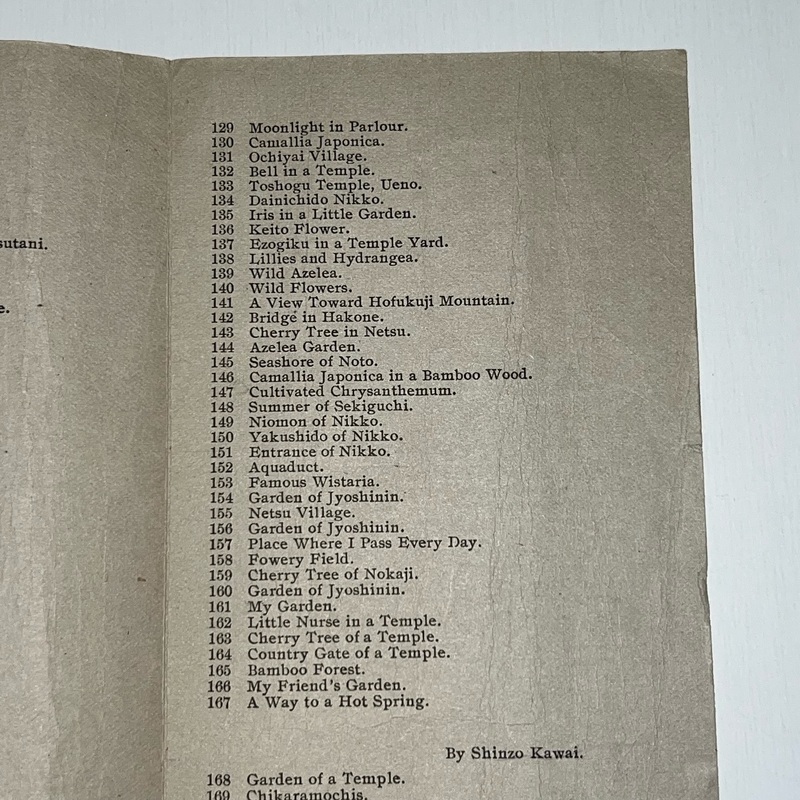 sutani.
e.
129 Moonlight in Parlour.
130 Camallia Japonica.
131 Ochiyai Village.
132 Bell in a Temple.
133 Toshogu Temple, Ueno.
134 Dainichido Nikko.
135 Iris in a Little Garden.
136 Keito Flower.
137 Ezogiku in a Temple Yard.
138 Lillies and Hydrangea.
139 Wild Azelea.
140 Wild Flowers.
141 A View Toward Hofukuji Mountain.
142 Bridge in Hakone.
143 Cherry Tree in Netsu.
144 Azelea Garden.
145 Seashore of Noto.
146 Camallia Japonica in a Bamboo Wood.
147 Cultivated Chrysanthemum.
148 Summer of Sekiguchi.
149 Niomon of Nikko.
150 Yakushido of Nikko.
151 Entrance of Nikko.
152 Aquaduct.
153 Famous Wistaria.
154 Garden of Jyoshinin.
155 Netsu Village.
156 Garden of Jyoshinin.
157 Place Where I Pass Every Day.
158 Fowery Field.
159 Cherry Tree of Nokaji.
160 Garden of Jyoshinin.
161 My Garden.
162 Little Nurse in a Temple.
163 Cherry Tree of a Temple.
164 Country Gate of a Temple.
165 Bamboo Forest.
166 My Friend's Garden.
167 A Way to a Hot Spring.
By Shinzo Kawai.
168 Garden of a Temple.
169 Chikaramochis.